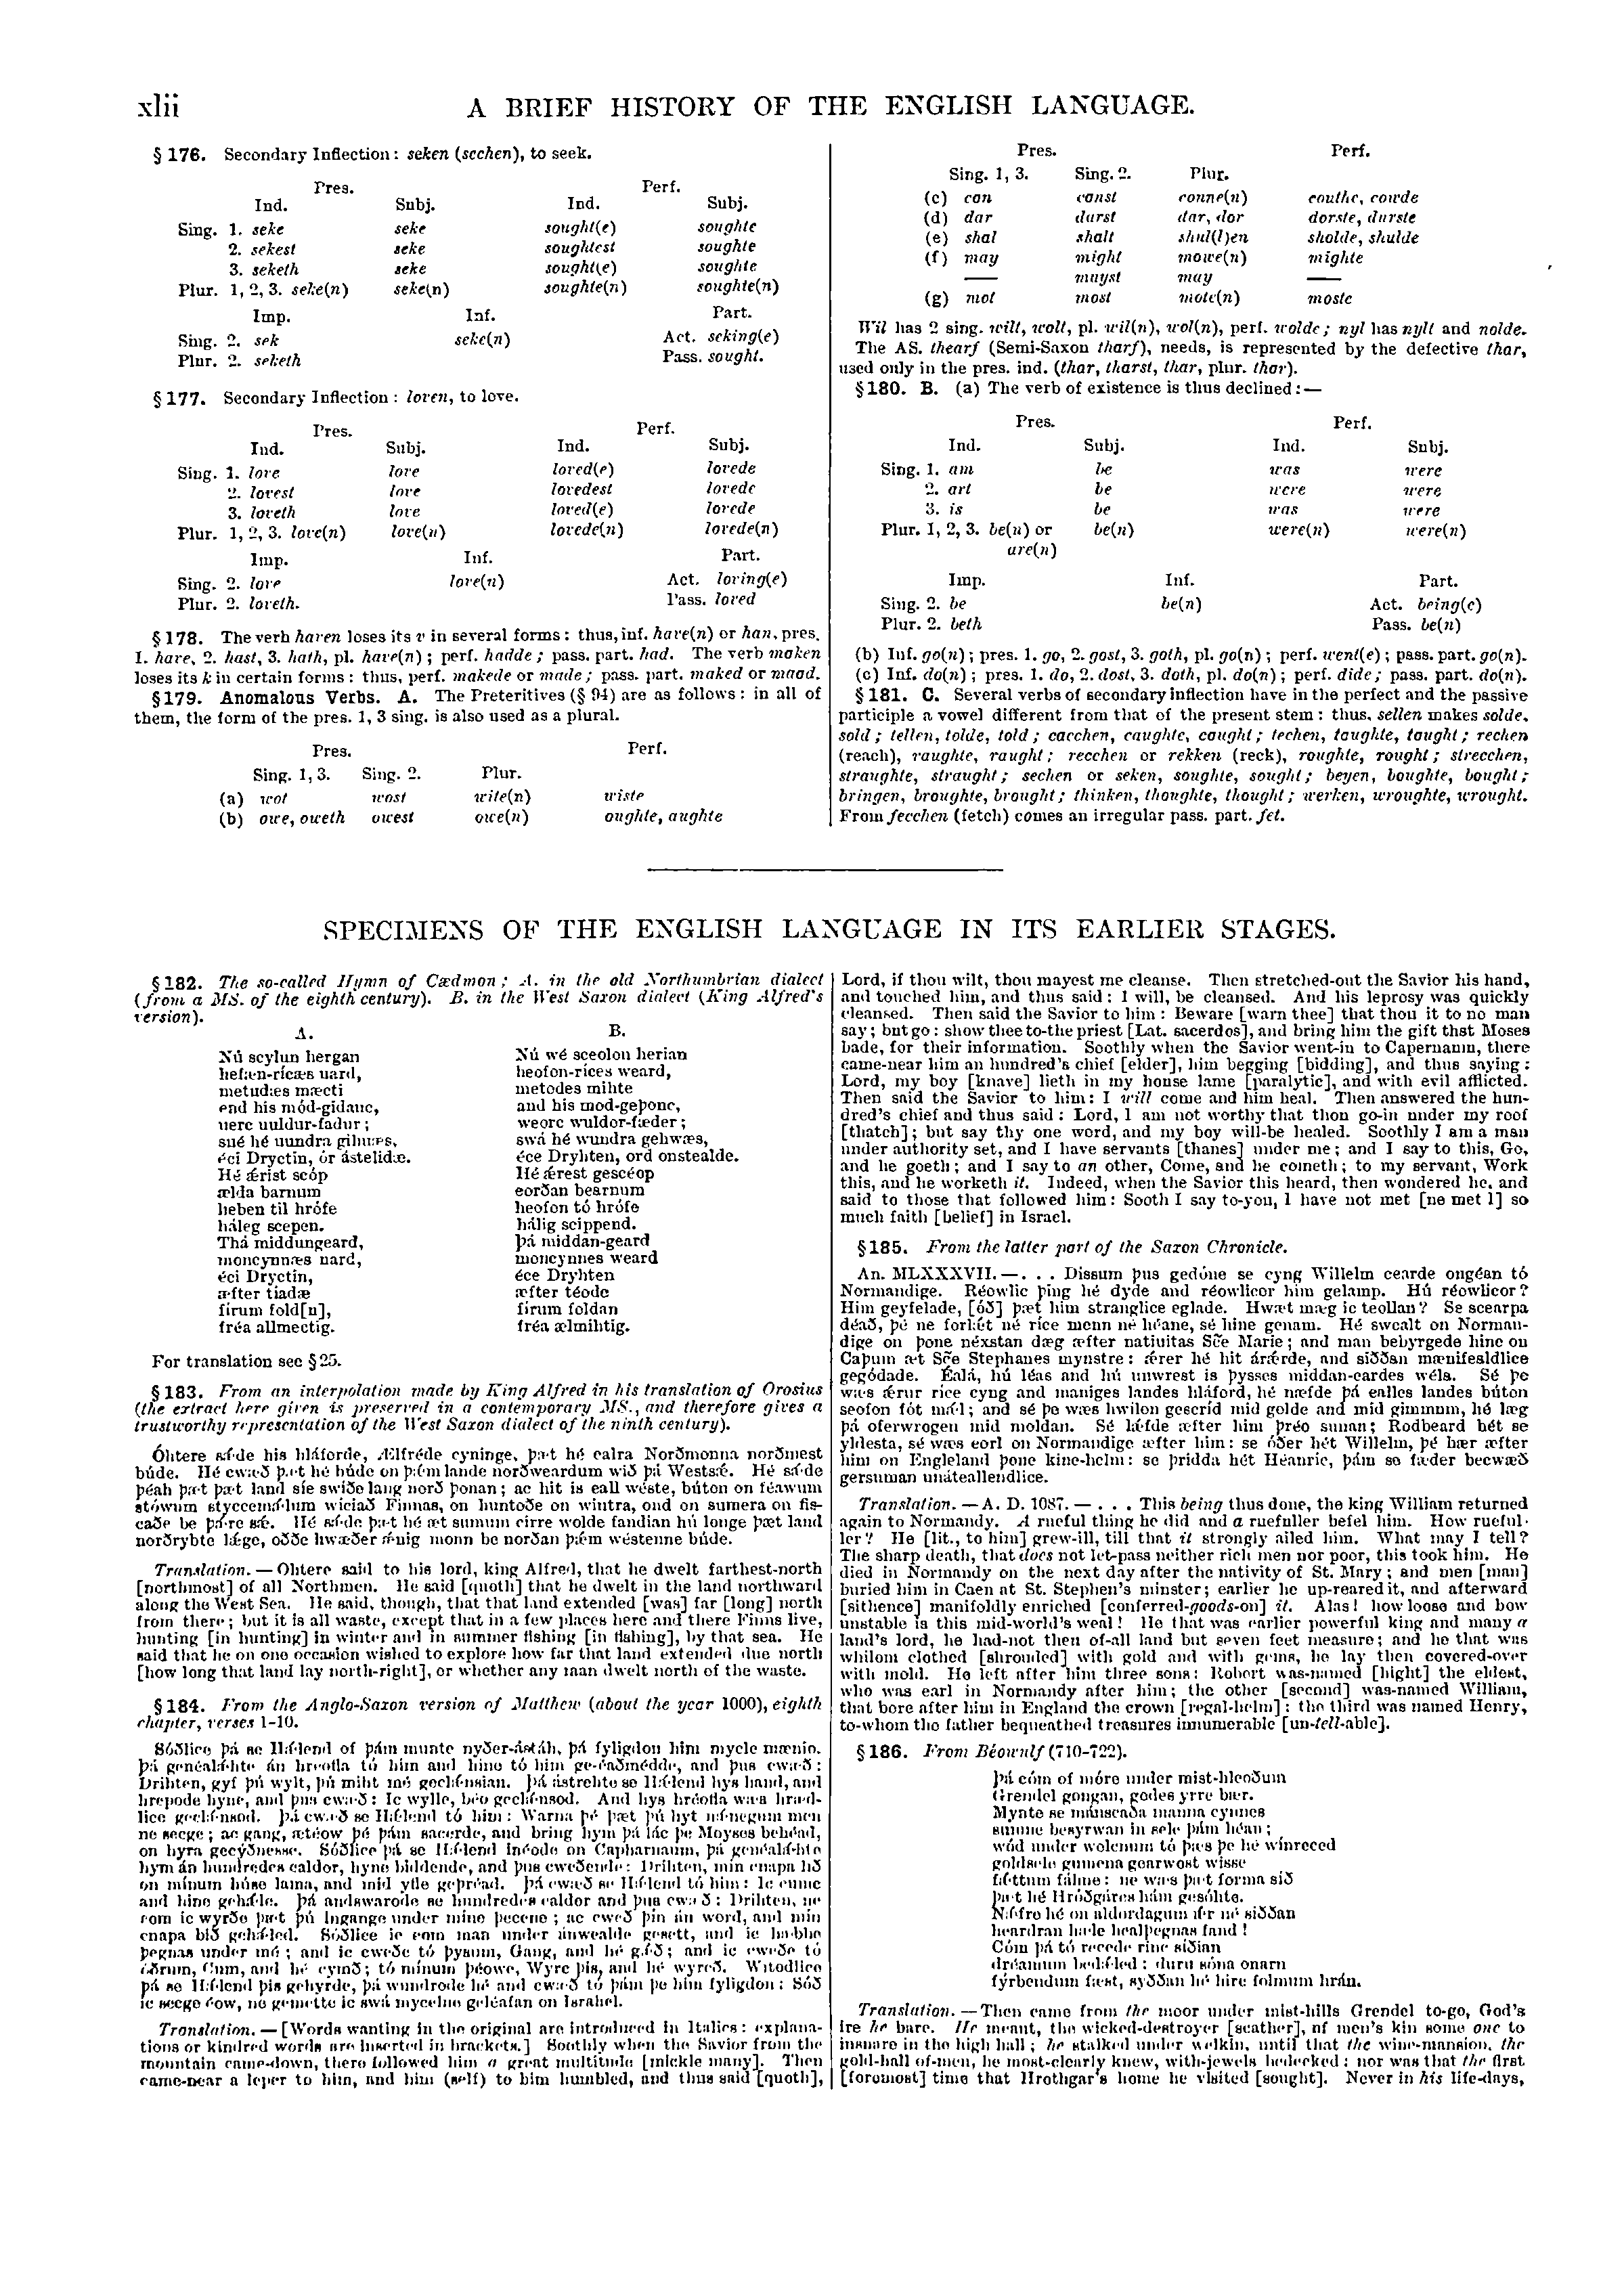 xlii
A BRIEF HISTORY OF THE ENGLISH LANGUAGE.
§ 176. Secondary Inflection: seken (sechen), to seek.
Pres. Perf.
Ind. Subj. Ind. Subj.
Sing. 1. seke seke sought(e) soughte
2. sekest seke soughtest soughte
3. seketh seke sought(e) soughte
Plur. 1, 2, 3. seke(n) seke(n) soughte(n) soughte(n)
Imp. Inf. Part.
Sing. 2. sek seke(n) Act. seking(e)
Plur. 2. seketh Pass. sought.
§ 177. Secondary Inflection: loven, to love.
Pres. Perf.
Ind. Subj. Ind. Subj.
Sing. 1. love love loved(e) lovede
2. lovest love lovedest lovede
3. loveth love loved(e) lovede
Plur. 1, 2, 3. love(n) love(n) lovede(n) lovede(n)
Imp. Inf. Part.
Sing. 2. love love(n) Act. loving(e)
Plur. 2. loveth. Pass. loved
§ 178. The verb haven loses its v in several forms: thus, inf. have(n) or han, pres.
1. have, 2. hast, 3. hath, pl. have(n); perf. hadde; pass. part. had. The verb maken
loses its k in certain forms: thus, perf. makede or made; pass. part. maked or maad.
§ 179. Anomalous Verbs. A. The Preteritives (§ 94) are as follows: in all of
them, the form of the pres. 1, 3 sing. is also used as a plural.
Pres. Perf.
Sing. 1, 3. Sing. 2. Plur.
(a) wot wost wite(n) wiste
(b) owe, oweth owest owe(n) oughte, aughte
Pres. Perf.
Sing. 1, 3. Sing. 2. Plur.
(c) can canst conne(n) couthe, cowde
(d) dar darst dar, dor dorste, durste
(e) shal shalt shul(l)en sholde, shulde
(f) may might mowe(n) mighte
— mayst may —
(g) mot most mote(n) moste
Wil has 2 sing. wilt, wolt, pl. wil(n), wol(n), perf. wolde; nyl has nylt and nolde.
The AS. thearf (Semi-Saxon tharf), needs, is represented by the defective thar,
used only in the pres. ind. (thar, tharst, thar, plur. thar).
§ 180. B. (a) The verb of existence is thus declined:—
Pres. Perf.
Ind. Subj. Ind. Subj.
Sing. 1. am be was were
2. art be were were
3. is be was were
Plur. 1, 2, 3. be(n) or be(n) were(n) were(n)
are(n)
Imp. Inf. Part.
Sing. 2. be be(n) Act. being(e)
Plur. 2. beth Pass. be(n)
(b) Inf. go(n); pres. 1. go, 2. gost, 3. goth, pl. go(n); perf. went(e); pass. part. go(n).
(c) Inf. do(n); pres. 1. do, 2. dost, 3. doth, pl. do(n); perf. dide; pass. part. do(n).
§ 181. C. Several verbs of secondary inflection have in the perfect and the passive
participle a vowel different from that of the present stem: thus, sellen makes solde,
sold; tellen, tolde, told; cacchen, caughte, caught; techen, taughte, taught; rechen
(reach), raughte, raught; recchen or rekken (reck), roughte, rought; strecchen,
straughte, straught; sechen or seken, soughte, sought; beyen, boughte, bought;
bringen, broughte, brought; thinken, thoughte, thought; werken, wroughte, wrought.
From fecchen (fetch) comes an irregular pass. part. fet.
SPECIMENS OF THE ENGLISH LANGUAGE IN ITS EARLIER STAGES.
§ 182. The so-called Hymn of Cædmon; A. in the old Northumbrian dialect
(from a MS. of the eighth century). B. in the West Saxon dialect (King Alfred's
version).
A.
Nú scylun hergan
hefæn-rícæs uard,
metudæs mæcti
end his mód-gidanc,
uerc uuldur-fadur;
sué hé uundra gihuæs,
éci Dryctin, ór ástelidæ.
Hé ǽrist scóp
ælda barnum
heben til hrófe
háleg scepen.
Thá middungeard,
moncynnæs uard,
éci Dryctin,
æfter tiadæ
fírum fold[u],
fréa allmectig.
B.
Nú wé sceolon herian
heofon-ríces weard,
metodes mihte
and his mod-geþonc,
weorc wuldor-fæder;
swá hé wundra gehwæs,
éce Dryhten, ord onstealde.
Hé ǽrest gescéop
eorðan bearnum
heofon tó hrófe
hálig scippend.
þá middan-geard
moncynnes weard
éce Dryhten
æfter téode
fírum foldan
fréa ælmihtig.
For translation see § 25.
§ 183. From an interpolation made by King Alfred in his translation of Orosius
(the extract here given is preserved in a contemporary MS., and therefore gives a
trustworthy representation of the West Saxon dialect of the ninth century).
Óhtere sǽde his hláforde, Ælfréde cyninge, þæt hé ealra Norðmonna norðmest
búde. Hé cwæð þæt hé búde on þǽm lande norðweardum wið þá Westsǽ. Hé sǽde
þéah þæt þæt land síe swiðe lang norð þonan; ac hit is eall wéste, búton on féawum
stówum styccemǽlum wíciað Finnas, on huntoðe on wintra, ond on sumera on fis-
caðe be þǽre sǽ. Hé sǽde þæt hé æt sumum cirre wolde fandian hú longe þæt land
norðryhte lǽge, oððe hwæðer ǽnig monn be norðan þǽm wéstenne búde.
Translation. — Ohtere said to his lord, king Alfred, that he dwelt farthest-north
[northmost] of all Northmen. He said [quoth] that he dwelt in the land northward
along the West Sea. He said, though, that that land extended [was] far [long] north
from there; but it is all waste, except that in a few places here and there Finns live,
hunting [in hunting] in winter and in summer fishing [in fishing], by that sea. He
said that he on one occasion wished to explore how far that land extended due north
[how long that land lay north-right], or whether any man dwelt north of the waste.
§ 184. From the Anglo-Saxon version of Matthew (about the year 1000), eighth
chapter, verses 1-10.
Sóðlice þá se Hǽlend of þám munte nyðer-ástáh, þá fyligdon him mycle mænio.
þá genéalǽhte án hreofla tó him and hine tó him ge-éaðmédde, and þus cwæð:
Drihten, gyf þú wylt, þú miht mé geclǽnsian. þá ástrehte se Hǽlend hys hand, and
hrepode hyne, and þus cwæð: Ic wylle, béo geclǽnsod. And hys hréofla wæs hræd-
lice geclǽnsod. þá cwæð se Hǽlend tó him: Warna þé þæt þú hyt nǽnegum men
ne secge; ac gang, ætéow þé þám sacerde, and bring hym þá lác þe Moyses behéad,
on hyra gecýðnesse. Sóðlice þá se Hǽlend inéode on Capharnaum, þá genéalǽhte
hym án hundredes ealdor, hyne biddende, and þus cweðende: Drihten, mín cnapa lið
on mínum húse lama, and mid yfle geþréad. þá cwæð se Hǽlend tó him: Ic cume
and hine gehǽle. þá andswarode se hundredes ealdor and þus cwæð: Drihten, ne
eom ic wyrðe þæt þú ingange under míne þecene; ac cweð þín án word, and mín
cnapa bið gehǽled. Sóðlice ic eom man under ánwealde gesett, and ic hæbbe
þegnas under mé; and ic cweðe tó þysum, Gang, and hé gǽð; and ic cweðe tó
óðrum, Cum, and hé cymð; tó mínum þéowe, Wyrc þis, and hé wyrcð. Witodlice
þá se Hǽlend þis gehyrde, þá wundrode hé and cwæð tó þám þe him fyligdon: Sóð
ic secge éow, ne gemette ic swá mycelne geléafan on Israhel.
Translation. — [Words wanting in the original are introduced in Italics: explana-
tions or kindred words are inserted in brackets.] Soothly when the Savior from the
mountain came-down, there followed him a great multitude [mickle many]. Then
came-near a leper to him, and him (self) to him humbled, and thus said [quoth],
Lord, if thou wilt, thou mayest me cleanse. Then stretched-out the Savior his hand,
and touched him, and thus said: I will, be cleansed. And his leprosy was quickly
cleansed. Then said the Savior to him: Beware [warn thee] that thou it to no man
say; but go: show thee to-the priest [Lat. sacerdos], and bring him the gift that Moses
bade, for their information. Soothly when the Savior went-in to Capernaum, there
came-near him an hundred's chief [elder], him begging [bidding], and thus saying:
Lord, my boy [knave] lieth in my house lame [paralytic], and with evil afflicted.
Then said the Savior to him: I will come and him heal. Then answered the hun-
dred's chief and thus said: Lord, I am not worthy that thou go-in under my roof
[thatch]; but say thy one word, and my boy will-be healed. Soothly I am a man
under authority set, and I have servants [thanes] under me; and I say to this, Go,
and he goeth; and I say to an other, Come, and he cometh; to my servant, Work
this, and he worketh it. Indeed, when the Savior this heard, then wondered he, and
said to those that followed him: Sooth I say to-you, I have not met [ne met I] so
much faith [belief] in Israel.
§ 185. From the latter part of the Saxon Chronicle.
An. MLXXXVII.—. . . Dissum þus gedóne se cyng Willelm cearde ongéan tó
Normandige. Réowlic þing hé dyde and réowlicor him gelamp. Hú réowlicor?
Him geyfelade, [óð] þæt him stranglice eglade. Hwæt mæg ic teollan? Se scearpa
déað, þé ne forlét né ríce menn né héane, sé hine genam. Hé swealt on Norman-
dige on þone néxstan dæg æfter natiuitas Sc̃e Marie; and man bebyrgede hine on
Caþum æt Sc̃e Stephanes mynstre: ǽrer hé hit árǽrde, and siððan mænifealdlice
gegódade. Éalá, hú léas and hú unwrest is þysses middan-eardes wéla. Sé þe
wæs ǽrur ríce cyng and maniges landes hláford, hé næfde þá ealles landes búton
seofon fót mǽl; and sé þe wæs hwílon gescríd mid golde and mid gimmum, hé læg
þá oferwrogen mid moldan. Sé lǽfde æfter him þréo sunan; Rodbeard hét se
yldesta, sé wæs eorl on Normandige æfter him: se óðer hét Willelm, þé bær æfter
him on Engleland þone kine-helm: se þridda hét Héanric, þám se fæder becwæð
gersuman unáteallendlice.
Translation. — A. D. 1087. — . . . This being thus done, the king William returned
again to Normandy. A rueful thing he did and a ruefuller befel him. How rueful-
ler? He [lit., to him] grew-ill, till that it strongly ailed him. What may I tell?
The sharp death, that does not let-pass neither rich men nor poor, this took him. He
died in Normandy on the next day after the nativity of St. Mary; and men [man]
buried him in Caen at St. Stephen's minster; earlier he up-reared it, and afterward
[sithence] manifoldly enriched [conferred-goods-on] it. Alas! how loose and how
unstable is this mid-world's weal! He that was earlier powerful king and many a
land's lord, he had-not then of-all land but seven feet measure; and he that was
whilom clothed [shrouded] with gold and with gems, he lay then covered-over
with mold. He left after him three sons: Robert was-named [hight] the eldest,
who was earl in Normandy after him; the other [second] was-named William,
that bore after him in England the crown [regal-helm]: the third was named Henry,
to-whom the father bequeathed treasures innumerable [un-tell-able].
§ 186. From Béowulf (710-722).
þá cóm of móre under mist-hleoðum
Grendel gongan, godes yrre bær.
Mynte se mánscaða manna cynnes
sumne besyrwan in sele þám héan;
wód under wolcnum tó þæs þe hé wínreced
goldsele gumena gearwost wisse
fǽttum fáhne: ne wæs þæt forma síð
þæt hé Hróðgáres hám gesóhte.
Nǽfre hé on aldordagum ǽr né siððan
heardran hæle healþegnas fand!
Cóm þá tó recede rinc síðian
dréamum bedǽled: duru sóna onarn
fýrbendum fæst, syððan hé hire folmum hrán.
Translation. — Then came from the moor under mist-hills Grendel to-go, God's
ire he bare. He meant, the wicked-destroyer [scather], of men's kin some one to
insnare in the high hall; he stalked under welkin, until that the wine-mansion, the
gold-hall of-men, he most-clearly knew, with-jewels bedecked: nor was that the first
[foremost] time that Hrothgar's home he visited [sought]. Never in his life-days,